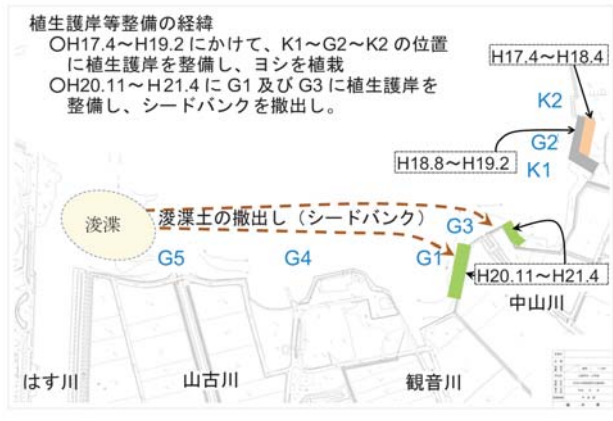 植生護岸等整備の経緯
○H17.4～H19.2 にかけて、K1～G2～K2 の位置
に植生護岸を整備し、ヨシを植栽
○H20.11～H21.4 に G1 及び G3 に植生護岸を
整備し、シードバンクを撒出し。
H17.4～H18.4
K2
G2
H18.8～H19.2
K1
浚渫
浚渫土の撒出し（シードバンク）
G3
G5
G4
G1
H20.11～H21.4
中山川
はす川
山古川
観音川